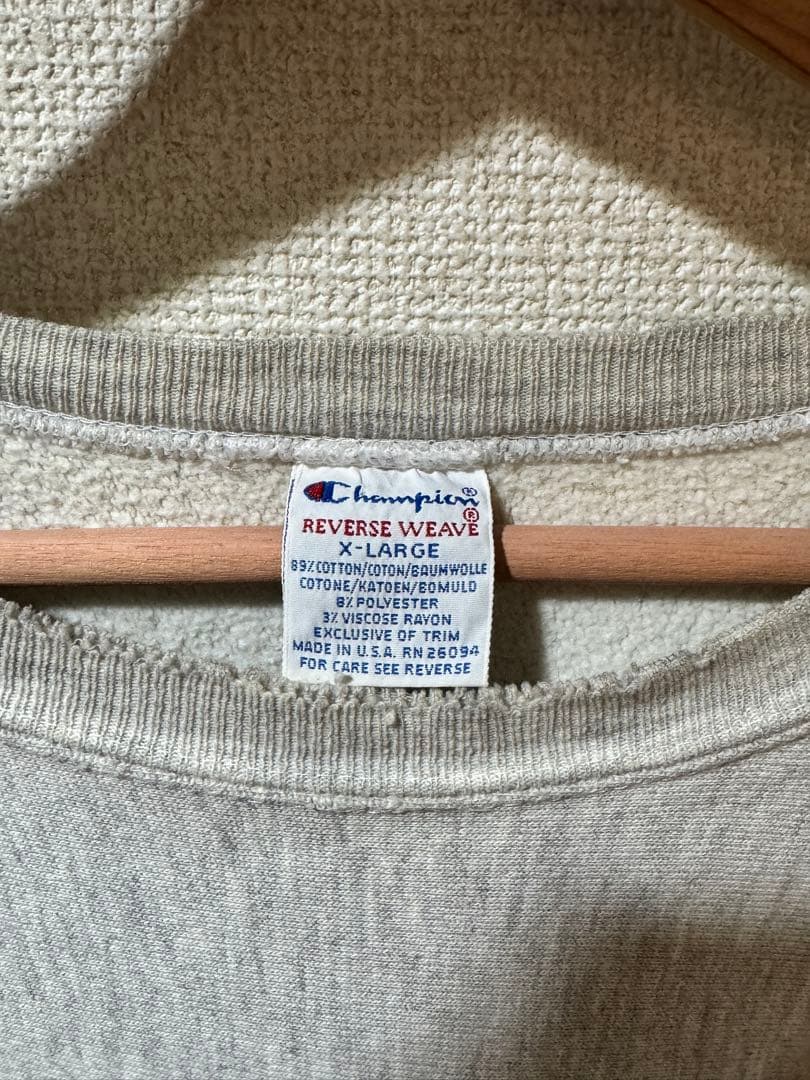 Champion®
REVERSE WEAVE®
X-LARGE
89% COTTON/COTON/BAUMWOLLE
COTONE/KATOEN/BOMULD
8% POLYESTER
3% VISCOSE RAYON
EXCLUSIVE OF TRIM
MADE IN U.S.A. RN 26094
FOR CARE SEE REVERSE